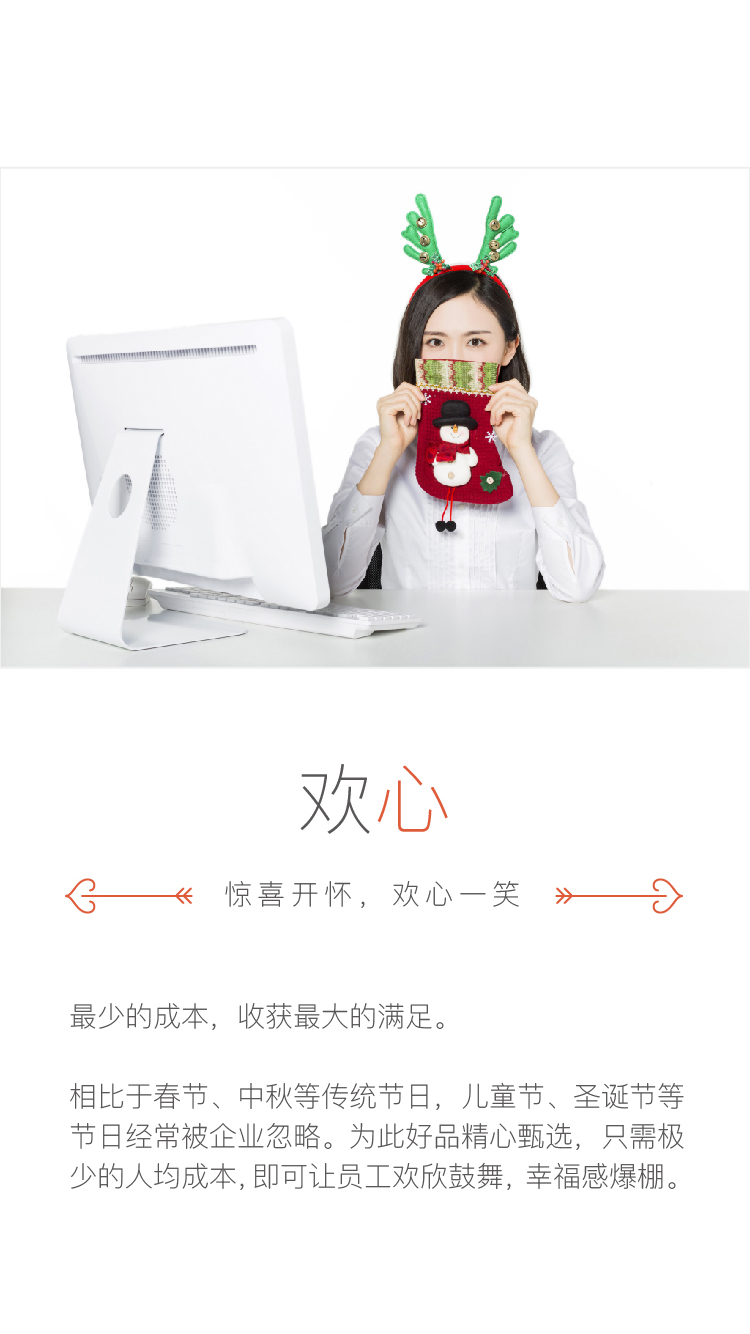 欢心
惊喜开怀，欢心一笑
最少的成本，收获最大的满足。
相比于春节、中秋等传统节日，儿童节、圣诞节等
节日经常被企业忽略。为此好品精心甄选，只需极
少的人均成本，即可让员工欢欣鼓舞，幸福感爆棚。